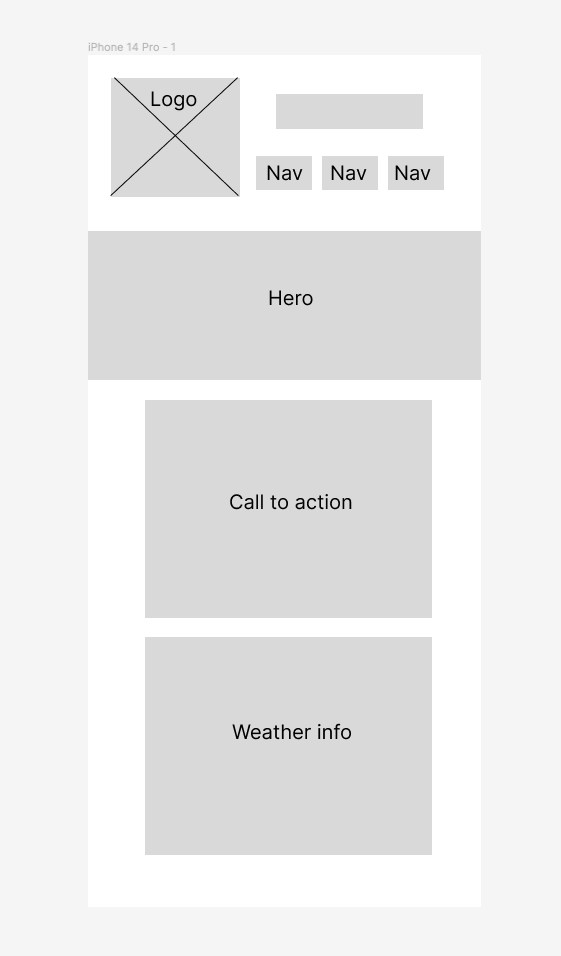 iPhone 14 Pro - 1
Logo
Nav Nav Nav
Hero
Call to action
Weather info